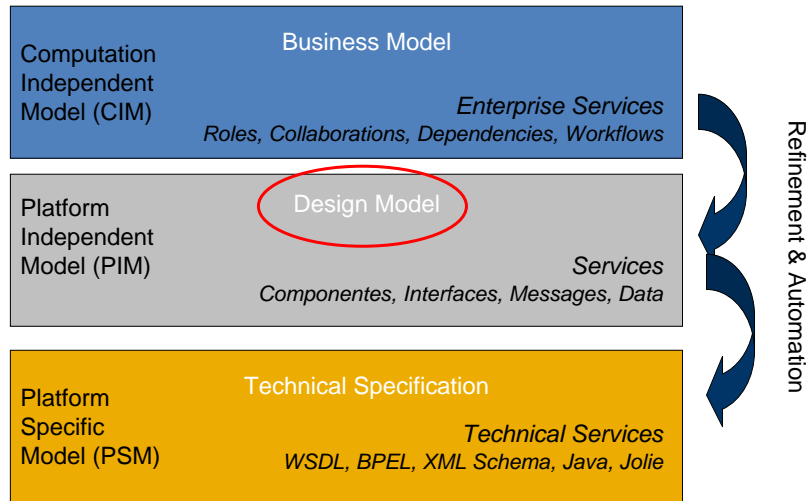 Computation
Independent
Model (CIM)
Business Model
Enterprise Services
Roles, Collaborations, Dependencies, Workflows
Platform
Independent
Model (PIM)
Design Model
Services
Componentes, Interfaces, Messages, Data
Platform
Specific
Model (PSM)
Technical Specification
Technical Services
WSDL, BPEL, XML Schema, Java, Jolie
Refinement & Automation